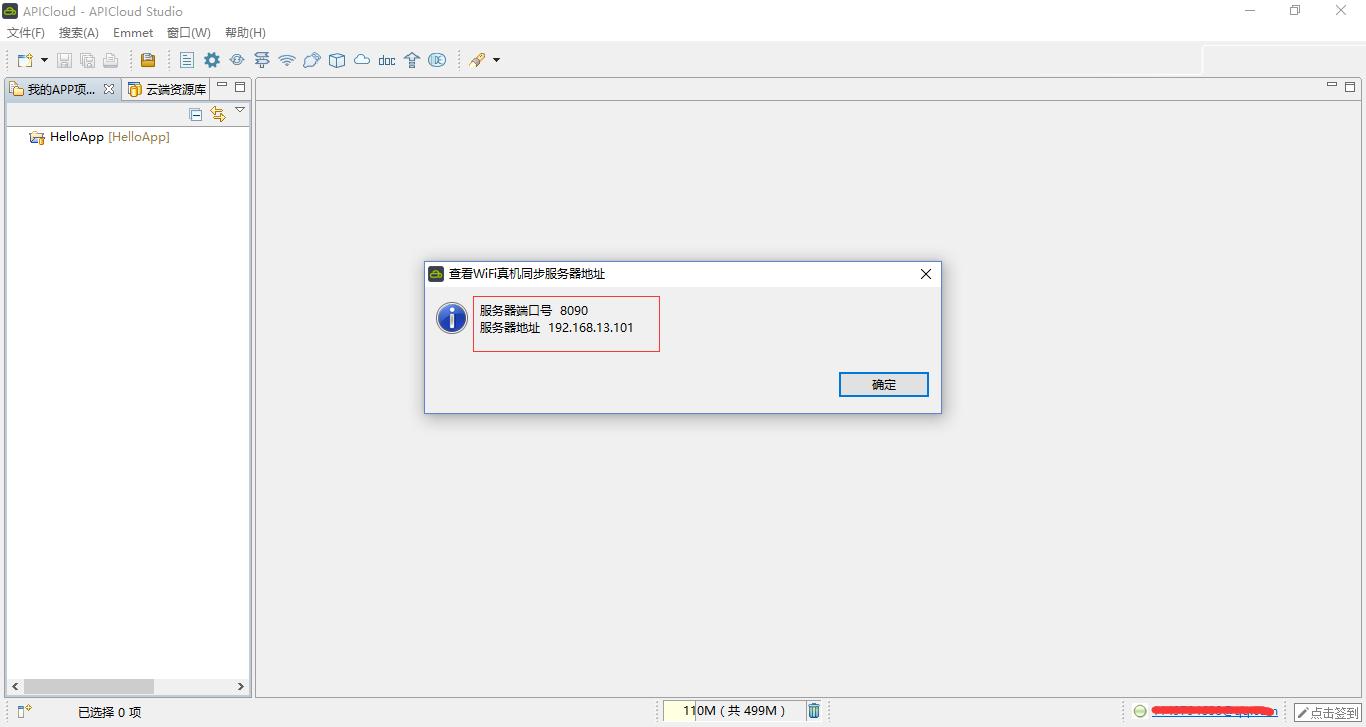 APICloud - APICloud Studio
文件(F) 搜索(A) Emmet 窗口(W) 帮助(H)
doc
我的APP项... 云端资源库
HelloApp [HelloApp]
查看WiFi真机同步服务器地址
服务器端口号 8090
服务器地址 192.168.13.101
确定
已选择 0 项
110M（共 499M）
点击签到